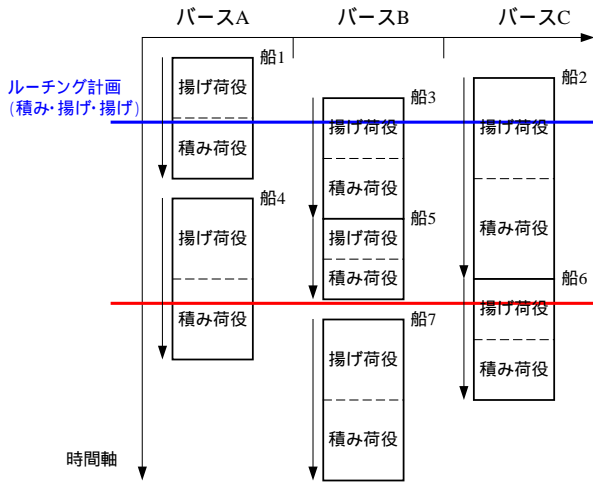 バースA
バースB
バースC
ルーチング計画
(積み・揚げ・揚げ)
船1
揚げ荷役
積み荷役
船3
揚げ荷役
積み荷役
船2
揚げ荷役
積み荷役
船4
揚げ荷役
積み荷役
船5
揚げ荷役
積み荷役
船6
揚げ荷役
積み荷役
船7
揚げ荷役
積み荷役
時間軸